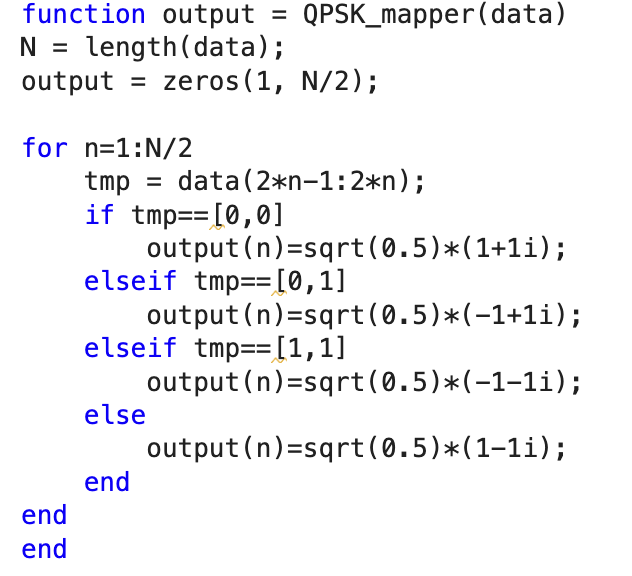 function output = QPSK_mapper(data)
N = length(data);
output = zeros(1, N/2);

for n=1:N/2
    tmp = data(2*n-1:2*n);
    if tmp==[0,0]
        output(n)=sqrt(0.5)*(1+1i);
    elseif tmp==[0,1]
        output(n)=sqrt(0.5)*(-1+1i);
    elseif tmp==[1,1]
        output(n)=sqrt(0.5)*(-1-1i);
    else
        output(n)=sqrt(0.5)*(1-1i);
    end
end
end